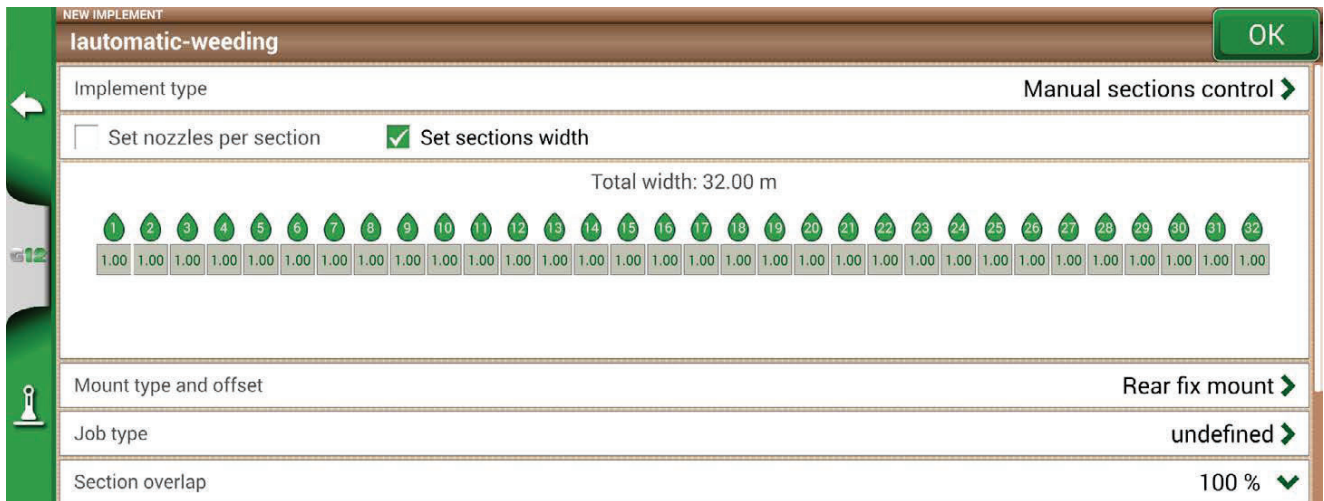 NEW IMPLEMENT
lautomatic-weeding
OK
Implement type Manual sections control
Set nozzles per section Set sections width
Total width: 32.00 m
1 2 3 4 5 6 7 8 9 10 11 12 13 14 15 16 17 18 19 20 21 22 23 24 25 26 27 28 29 30 31 32
1.00 1.00 1.00 1.00 1.00 1.00 1.00 1.00 1.00 1.00 1.00 1.00 1.00 1.00 1.00 1.00 1.00 1.00 1.00 1.00 1.00 1.00 1.00 1.00 1.00 1.00 1.00 1.00 1.00 1.00 1.00 1.00
G12
Mount type and offset Rear fix mount
Job type undefined
Section overlap 100 %